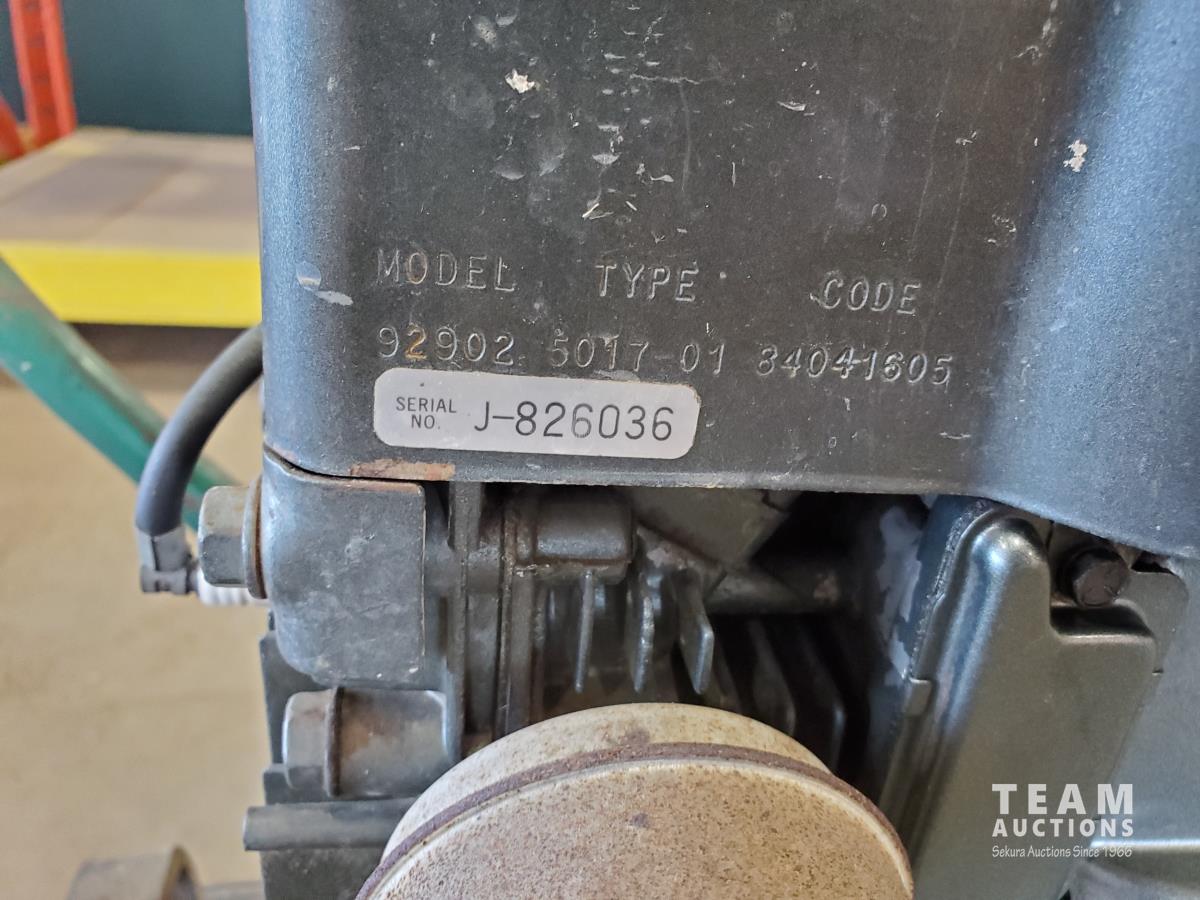 MODEL TYPE CODE
92902 5017-01 84041605
SERIAL NO. J-826036
TEAM
AUCTIONS
Sekura Auctions Since 1966